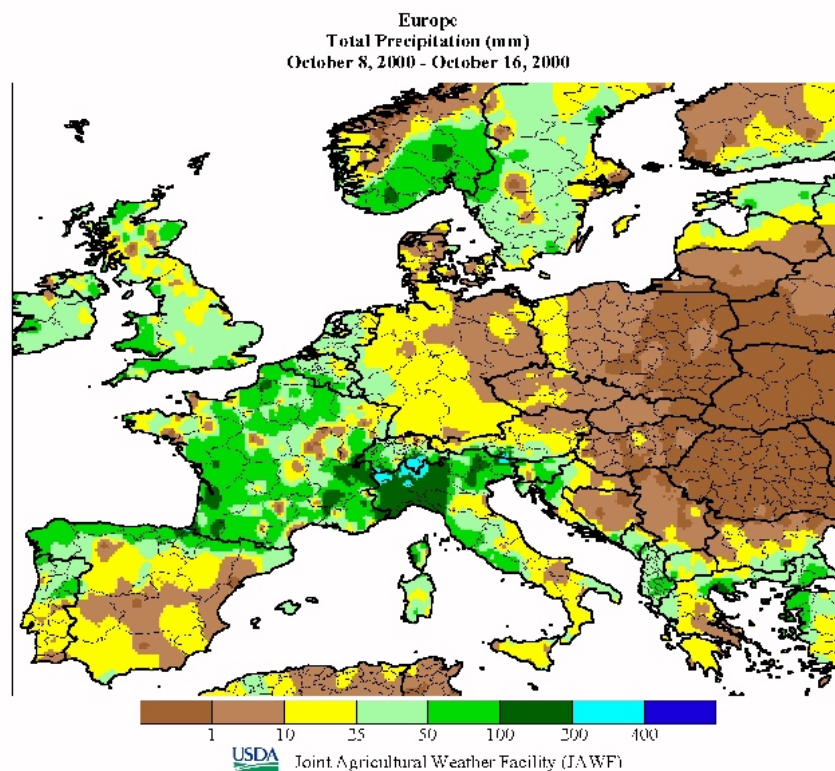 Europe
Total Precipitation (mm)
October 8, 2000 - October 16, 2000
1 10 25 50 100 200 400
USDA Joint Agricultural Weather Facility (JAWF)